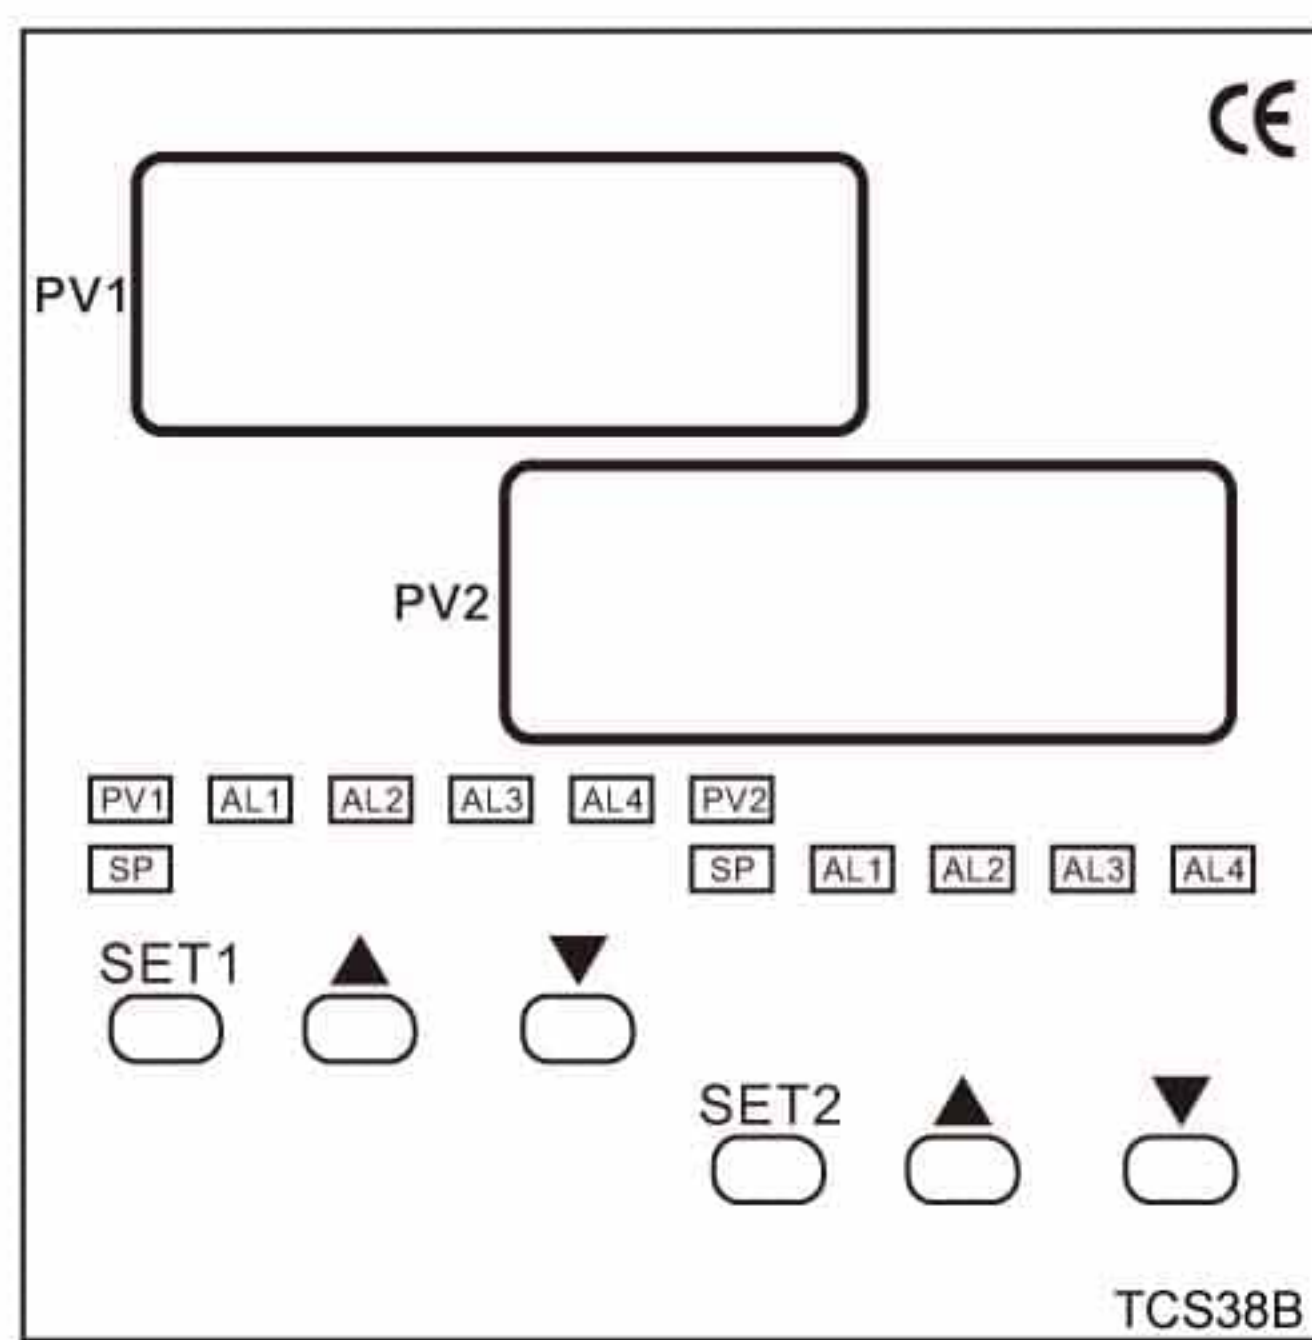 CE
PV1
PV2
PV1 AL1 AL2 AL3 AL4 PV2
SP SP AL1 AL2 AL3 AL4
SET1 ▲ ▼
SET2 ▲ ▼
TCS38B